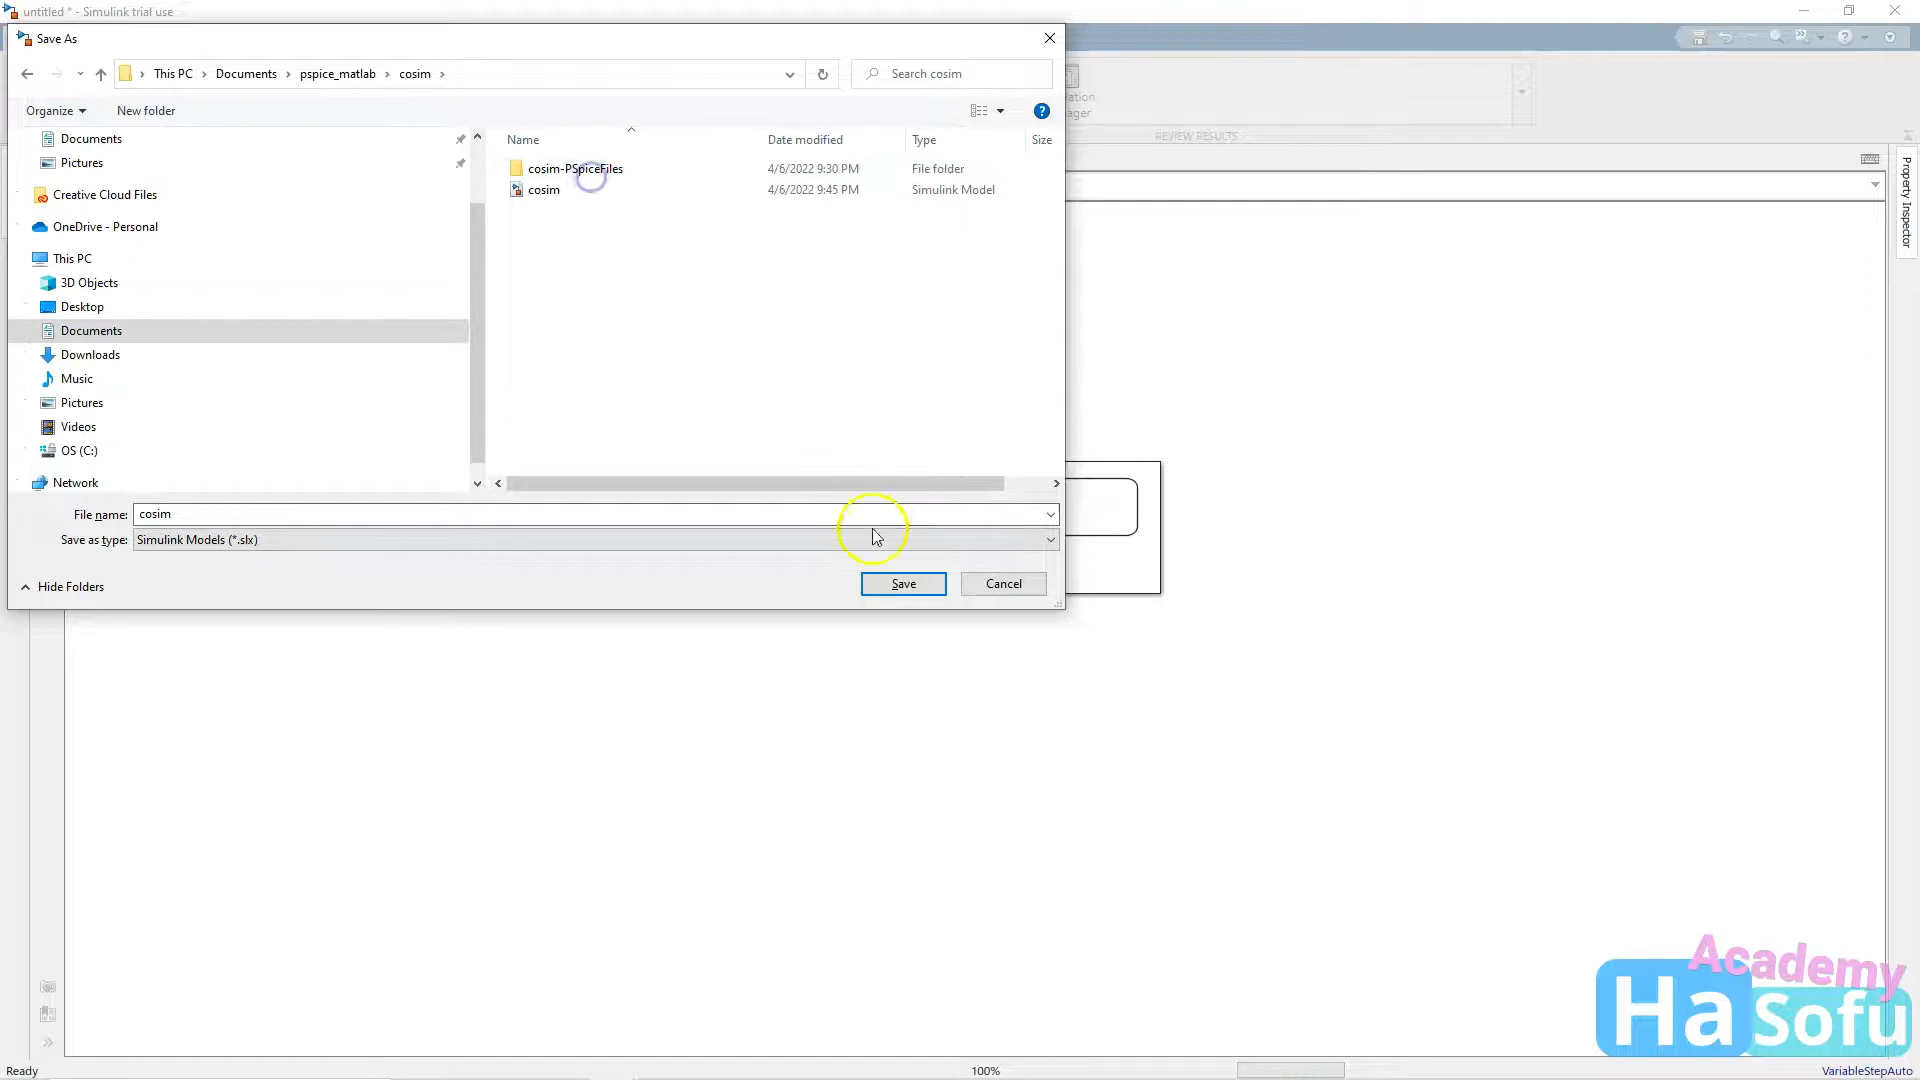 untitled * - Simulink trial use
Save As
This PC > Documents > pspice_matlab > cosim >
Search cosim
Organize
New folder
Documents
Pictures
Creative Cloud Files
OneDrive - Personal
This PC
3D Objects
Desktop
Documents
Downloads
Music
Pictures
Videos
OS (C:)
Network
Name
Date modified
Type
Size
cosim-PSpiceFiles
4/6/2022 9:30 PM
File folder
cosim
4/6/2022 9:45 PM
Simulink Model
File name:
cosim
Save as type:
Simulink Models (*.slx)
Hide Folders
Save
Cancel
REVIEW RESULTS
Property Inspector
Academy
HaSofu
Ready
100%
VariableStepAuto